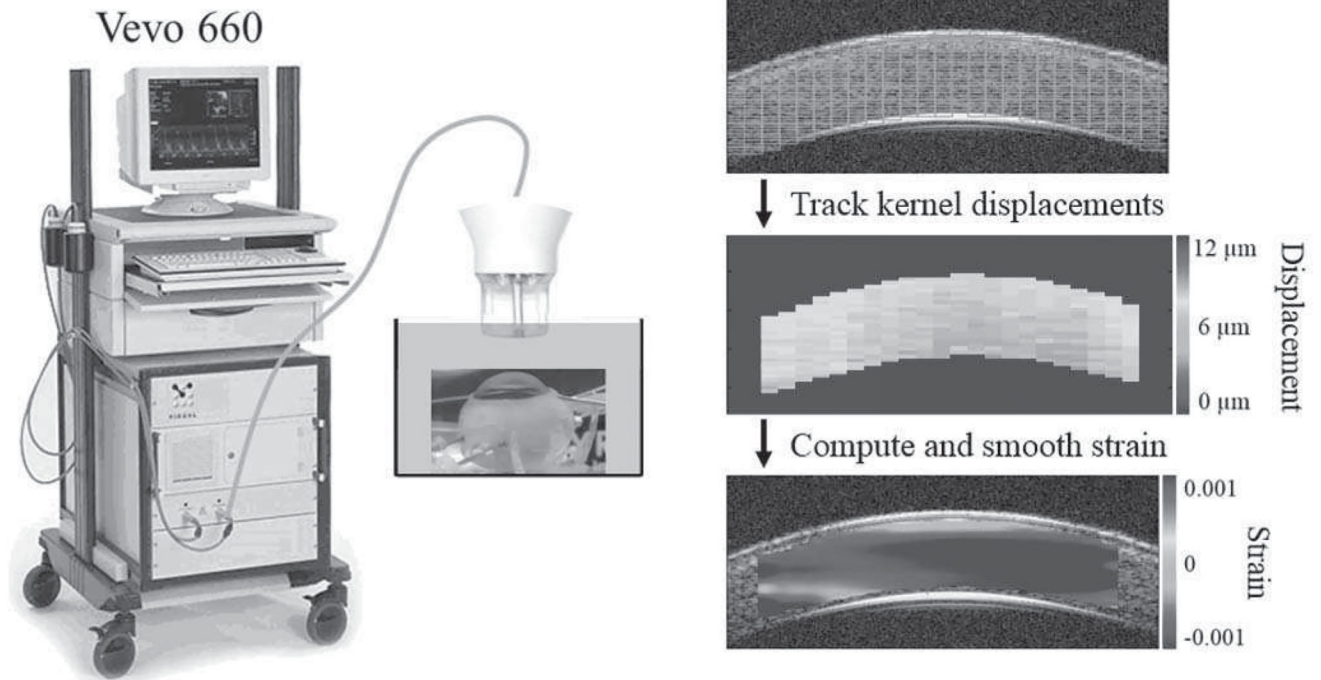 Vevo 660
VISUAL
Track kernel displacements
12 µm
6 µm
0 µm
Displacement
Compute and smooth strain
0.001
0
-0.001
Strain